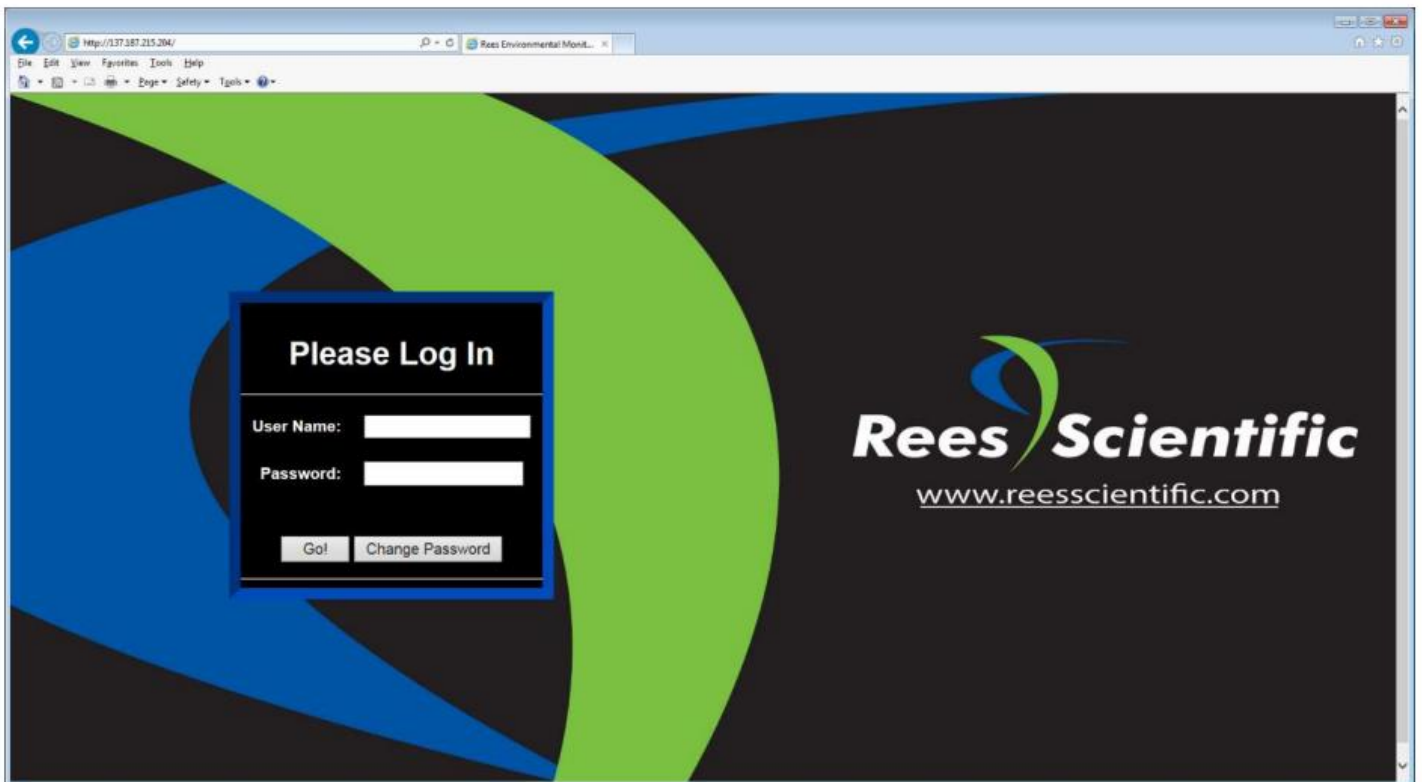 http://137.187.215.204/
Rees Environmental Monit...
File Edit View Favorites Tools Help
Page Safety Tools
Please Log In
User Name:
Password:
Go! Change Password
Rees Scientific
www.reesscientific.com